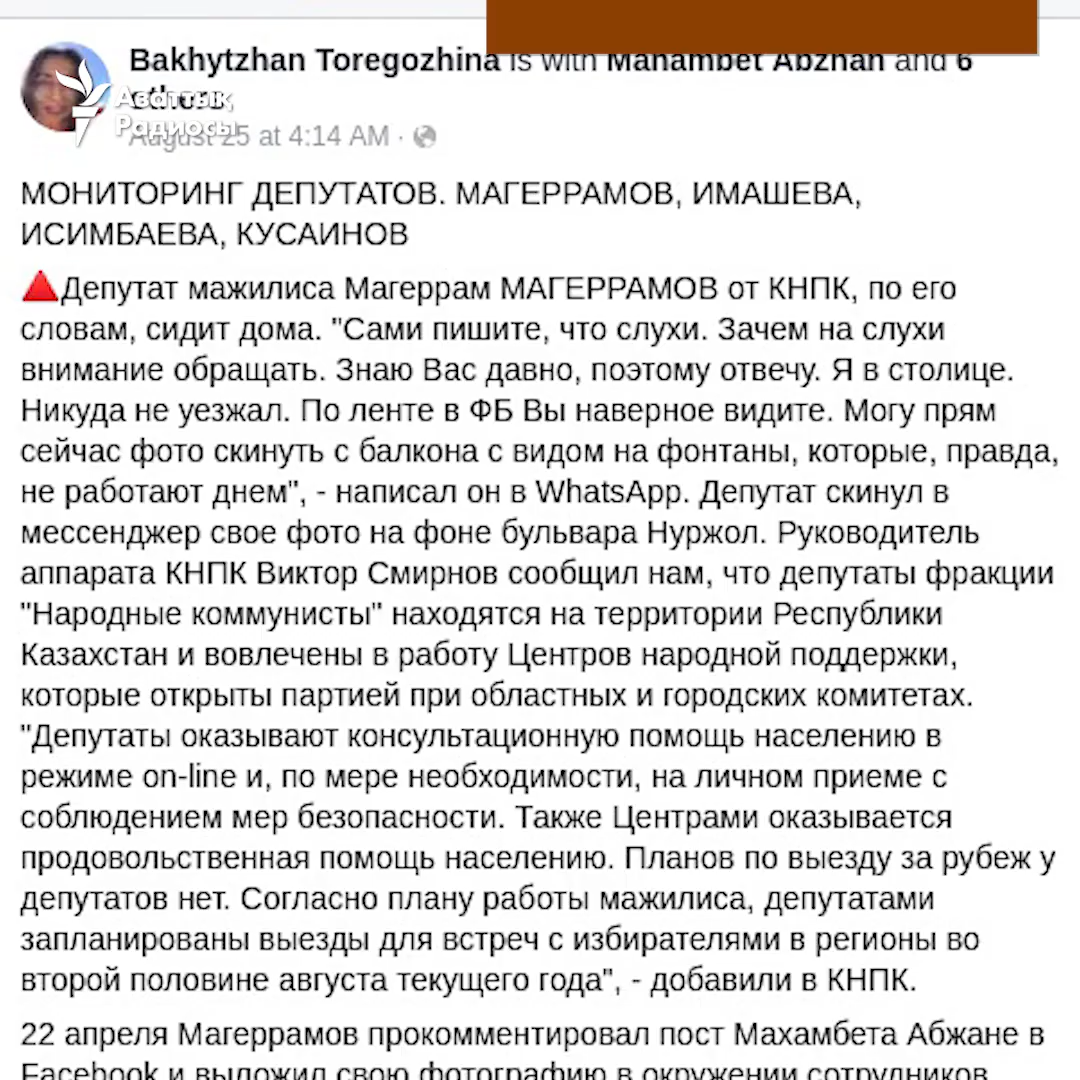 Bakhytzhan Toregozhina is with Mahambet Abzhan and 6
others
Азаттық
Радиосы
August 25 at 4:14 AM ·
МОНИТОРИНГ ДЕПУТАТОВ. МАГЕРРАМОВ, ИМАШЕВА,
ИСИМБАЕВА, КУСАИНОВ
Депутат мажилиса Магеррам МАГЕРРАМОВ от КНПК, по его
словам, сидит дома. "Сами пишите, что слухи. Зачем на слухи
внимание обращать. Знаю Вас давно, поэтому отвечу. Я в столице.
Никуда не уезжал. По ленте в ФБ Вы наверное видите. Могу прям
сейчас фото скинуть с балкона с видом на фонтаны, которые, правда,
не работают днем", - написал он в WhatsApp. Депутат скинул в
мессенджер свое фото на фоне бульвара Нуржол. Руководитель
аппарата КНПК Виктор Смирнов сообщил нам, что депутаты фракции
"Народные коммунисты" находятся на территории Республики
Казахстан и вовлечены в работу Центров народной поддержки,
которые открыты партией при областных и городских комитетах.
"Депутаты оказывают консультационную помощь населению в
режиме on-line и, по мере необходимости, на личном приеме с
соблюдением мер безопасности. Также Центрами оказывается
продовольственная помощь населению. Планов по выезду за рубеж у
депутатов нет. Согласно плану работы мажилиса, депутатами
запланированы выезды для встреч с избирателями в регионы во
второй половине августа текущего года", - добавили в КНПК.
22 апреля Магеррамов прокомментировал пост Махамбета Абжане в
Facebook и выложил свою фотографию в окружении сотрудников